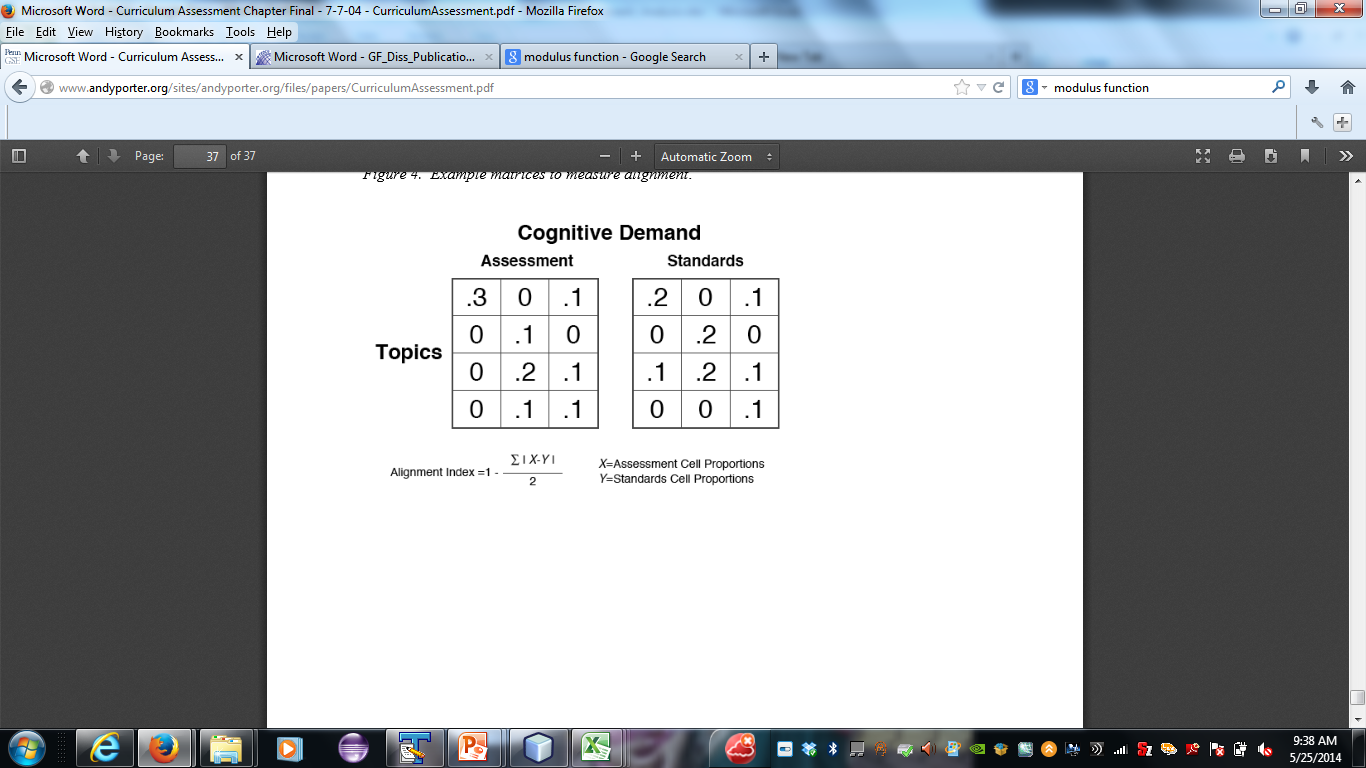 Microsoft Word - Curriculum Assessment Chapter Final - 7-7-04 - CurriculumAssessment.pdf - Mozilla Firefox
File Edit View History Bookmarks Tools Help
Microsoft Word - Curriculum Assess... Microsoft Word - GF_Diss_Publicatio... modulus function - Google Search
www.andyporter.org/sites/andyporter.org/files/papers/CurriculumAssessment.pdf modulus function
Page: 37 of 37 Automatic Zoom
Figure 4. Example matrices to measure alignment.
Cognitive Demand
Assessment Standards
.3 0 .1 .2 0 .1
0 .1 0 0 .2 0
Topics
0 .2 .1 .1 .2 .1
0 .1 .1 0 0 .1
Alignment Index =1 - ∑ | X-Y | / 2
X=Assessment Cell Proportions
Y=Standards Cell Proportions
9:38 AM
5/25/2014